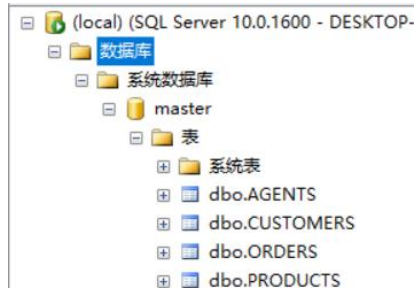 (local) (SQL Server 10.0.1600 - DESKTOP-
数据库
系统数据库
master
表
系统表
dbo.AGENTS
dbo.CUSTOMERS
dbo.ORDERS
dbo.PRODUCTS